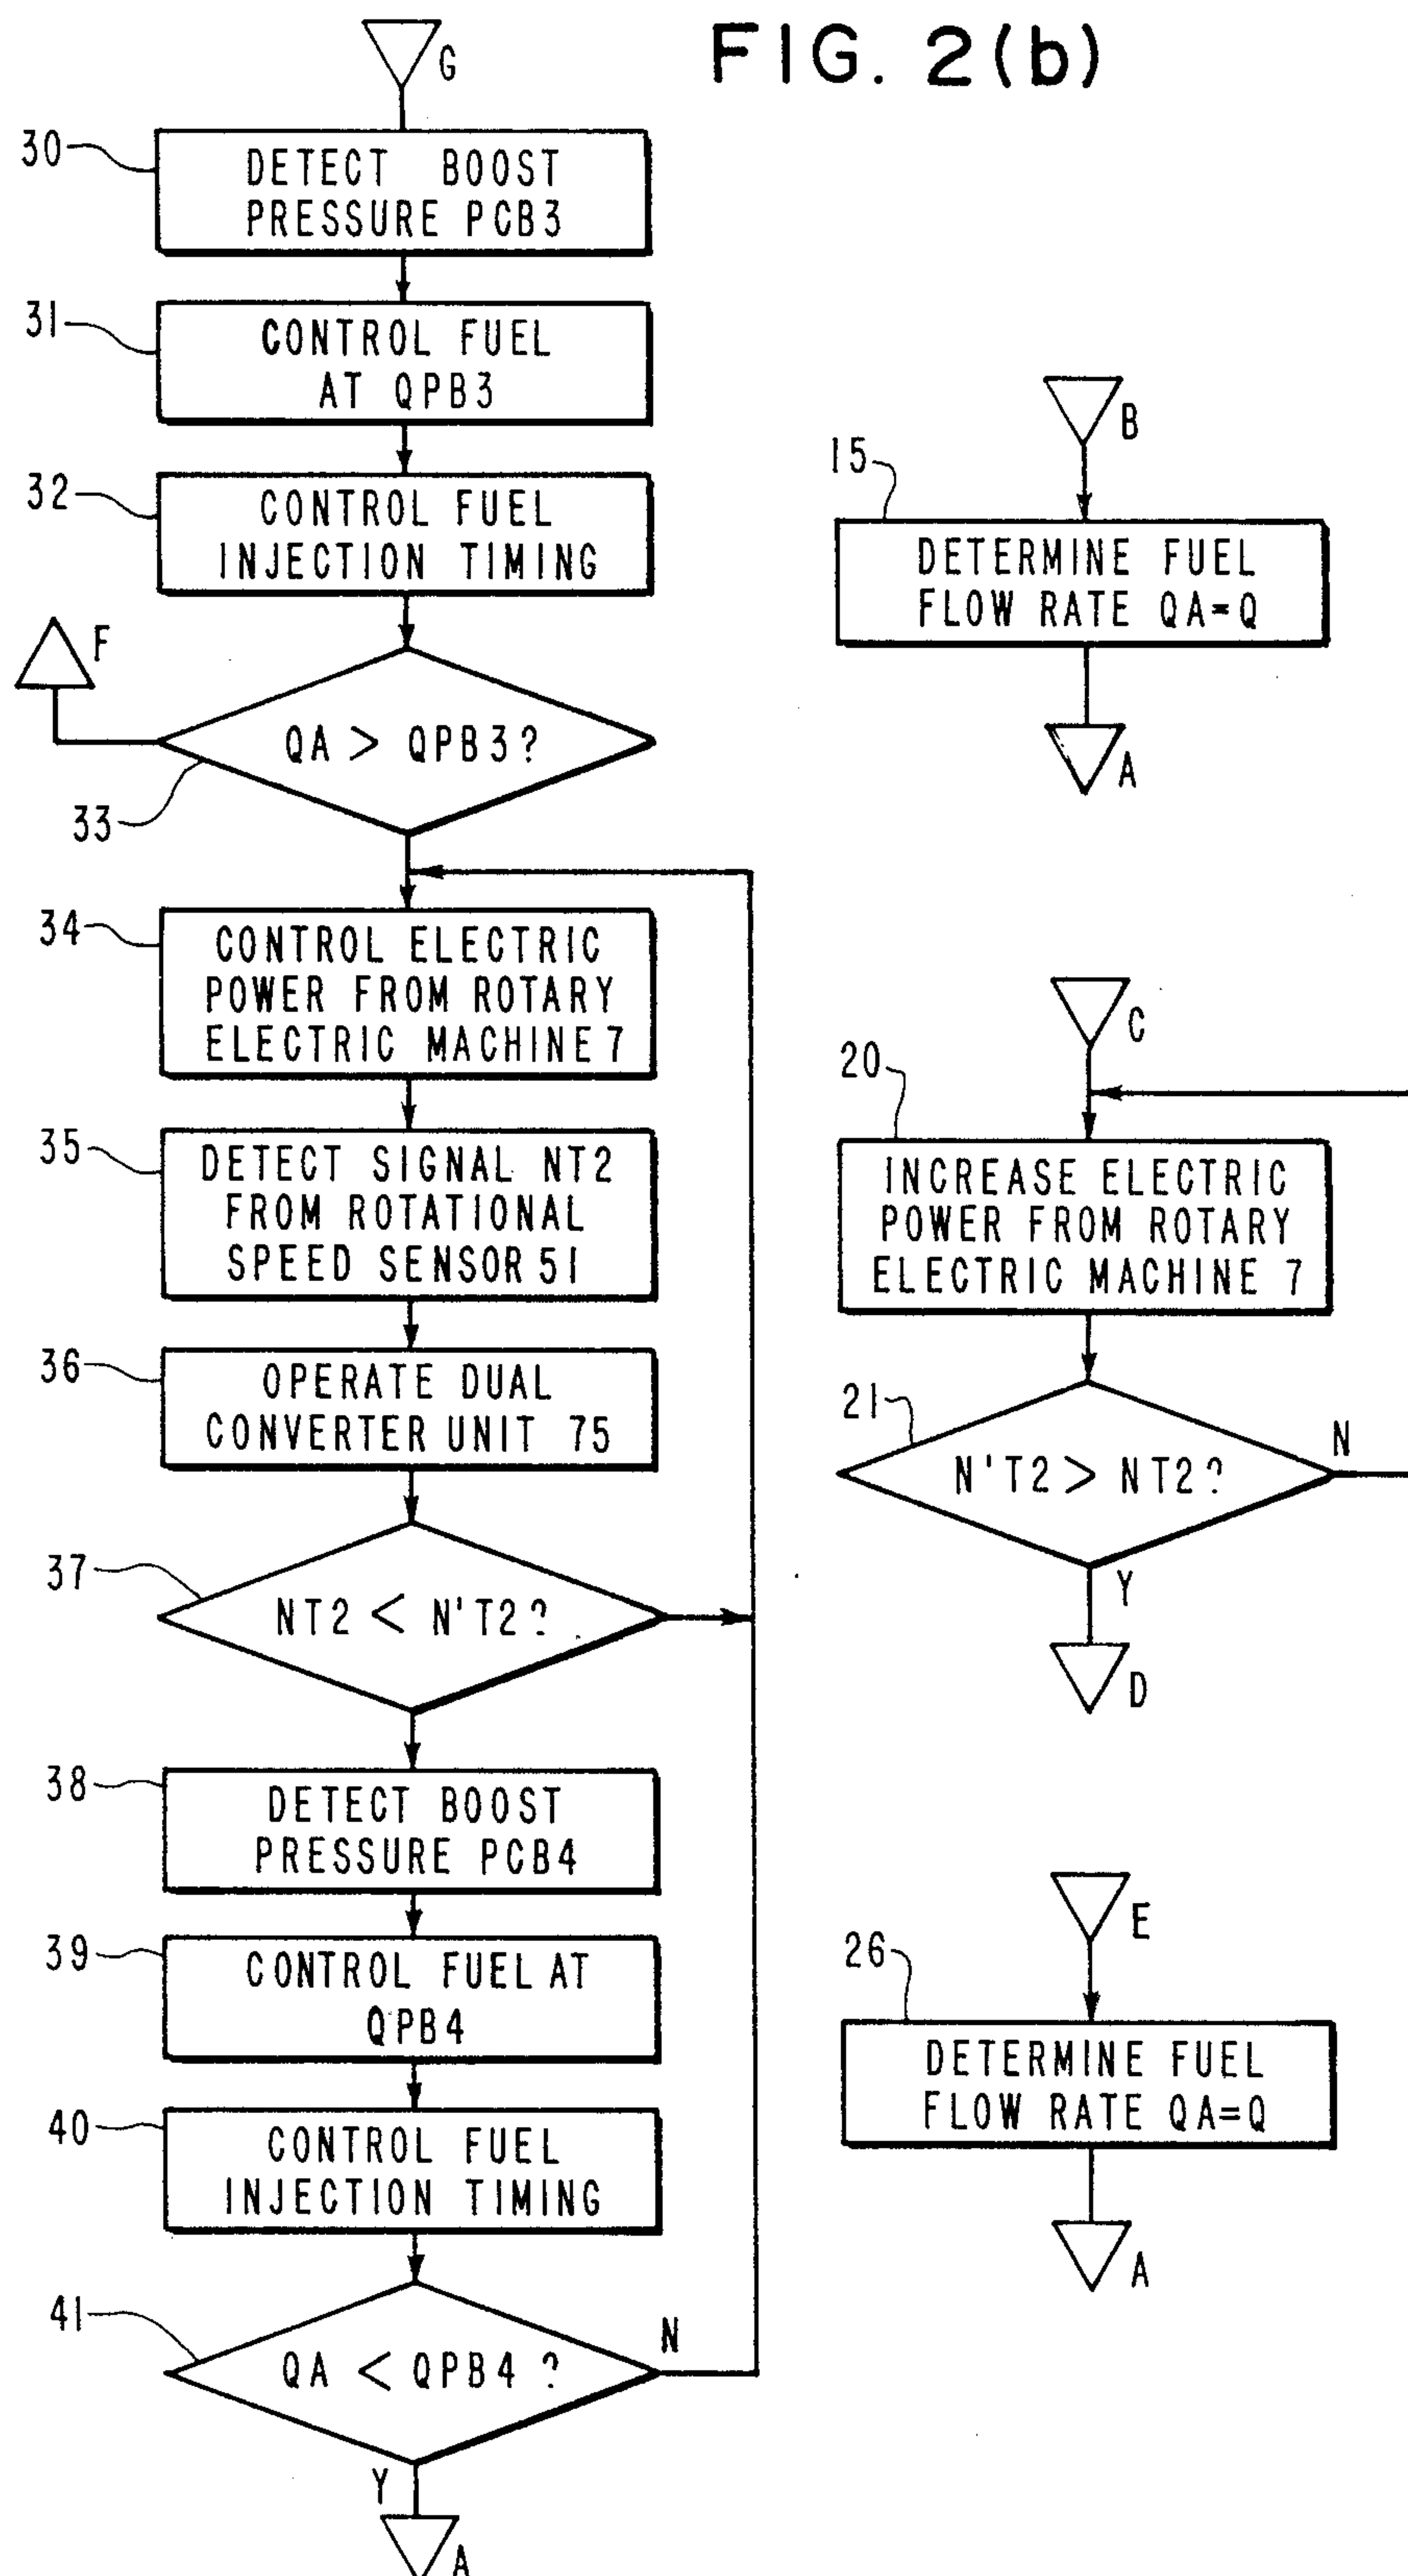 FIG. 2(b)
G
30
DETECT BOOST
PRESSURE PCB3
31
CONTROL FUEL
AT QPB3
32
CONTROL FUEL
INJECTION TIMING
F
QA > QPB3?
33
34
CONTROL ELECTRIC
POWER FROM ROTARY
ELECTRIC MACHINE 7
35
DETECT SIGNAL NT2
FROM ROTATIONAL
SPEED SENSOR 51
36
OPERATE DUAL
CONVERTER UNIT 75
37
NT2 < N'T2?
38
DETECT BOOST
PRESSURE PCB4
39
CONTROL FUEL AT
QPB4
40
CONTROL FUEL
INJECTION TIMING
41
QA < QPB4 ?
N
Y
A
B
15
DETERMINE FUEL
FLOW RATE QA=Q
A
C
20
INCREASE ELECTRIC
POWER FROM ROTARY
ELECTRIC MACHINE 7
21
N'T2 > NT2?
N
Y
D
E
26
DETERMINE FUEL
FLOW RATE QA=Q
A